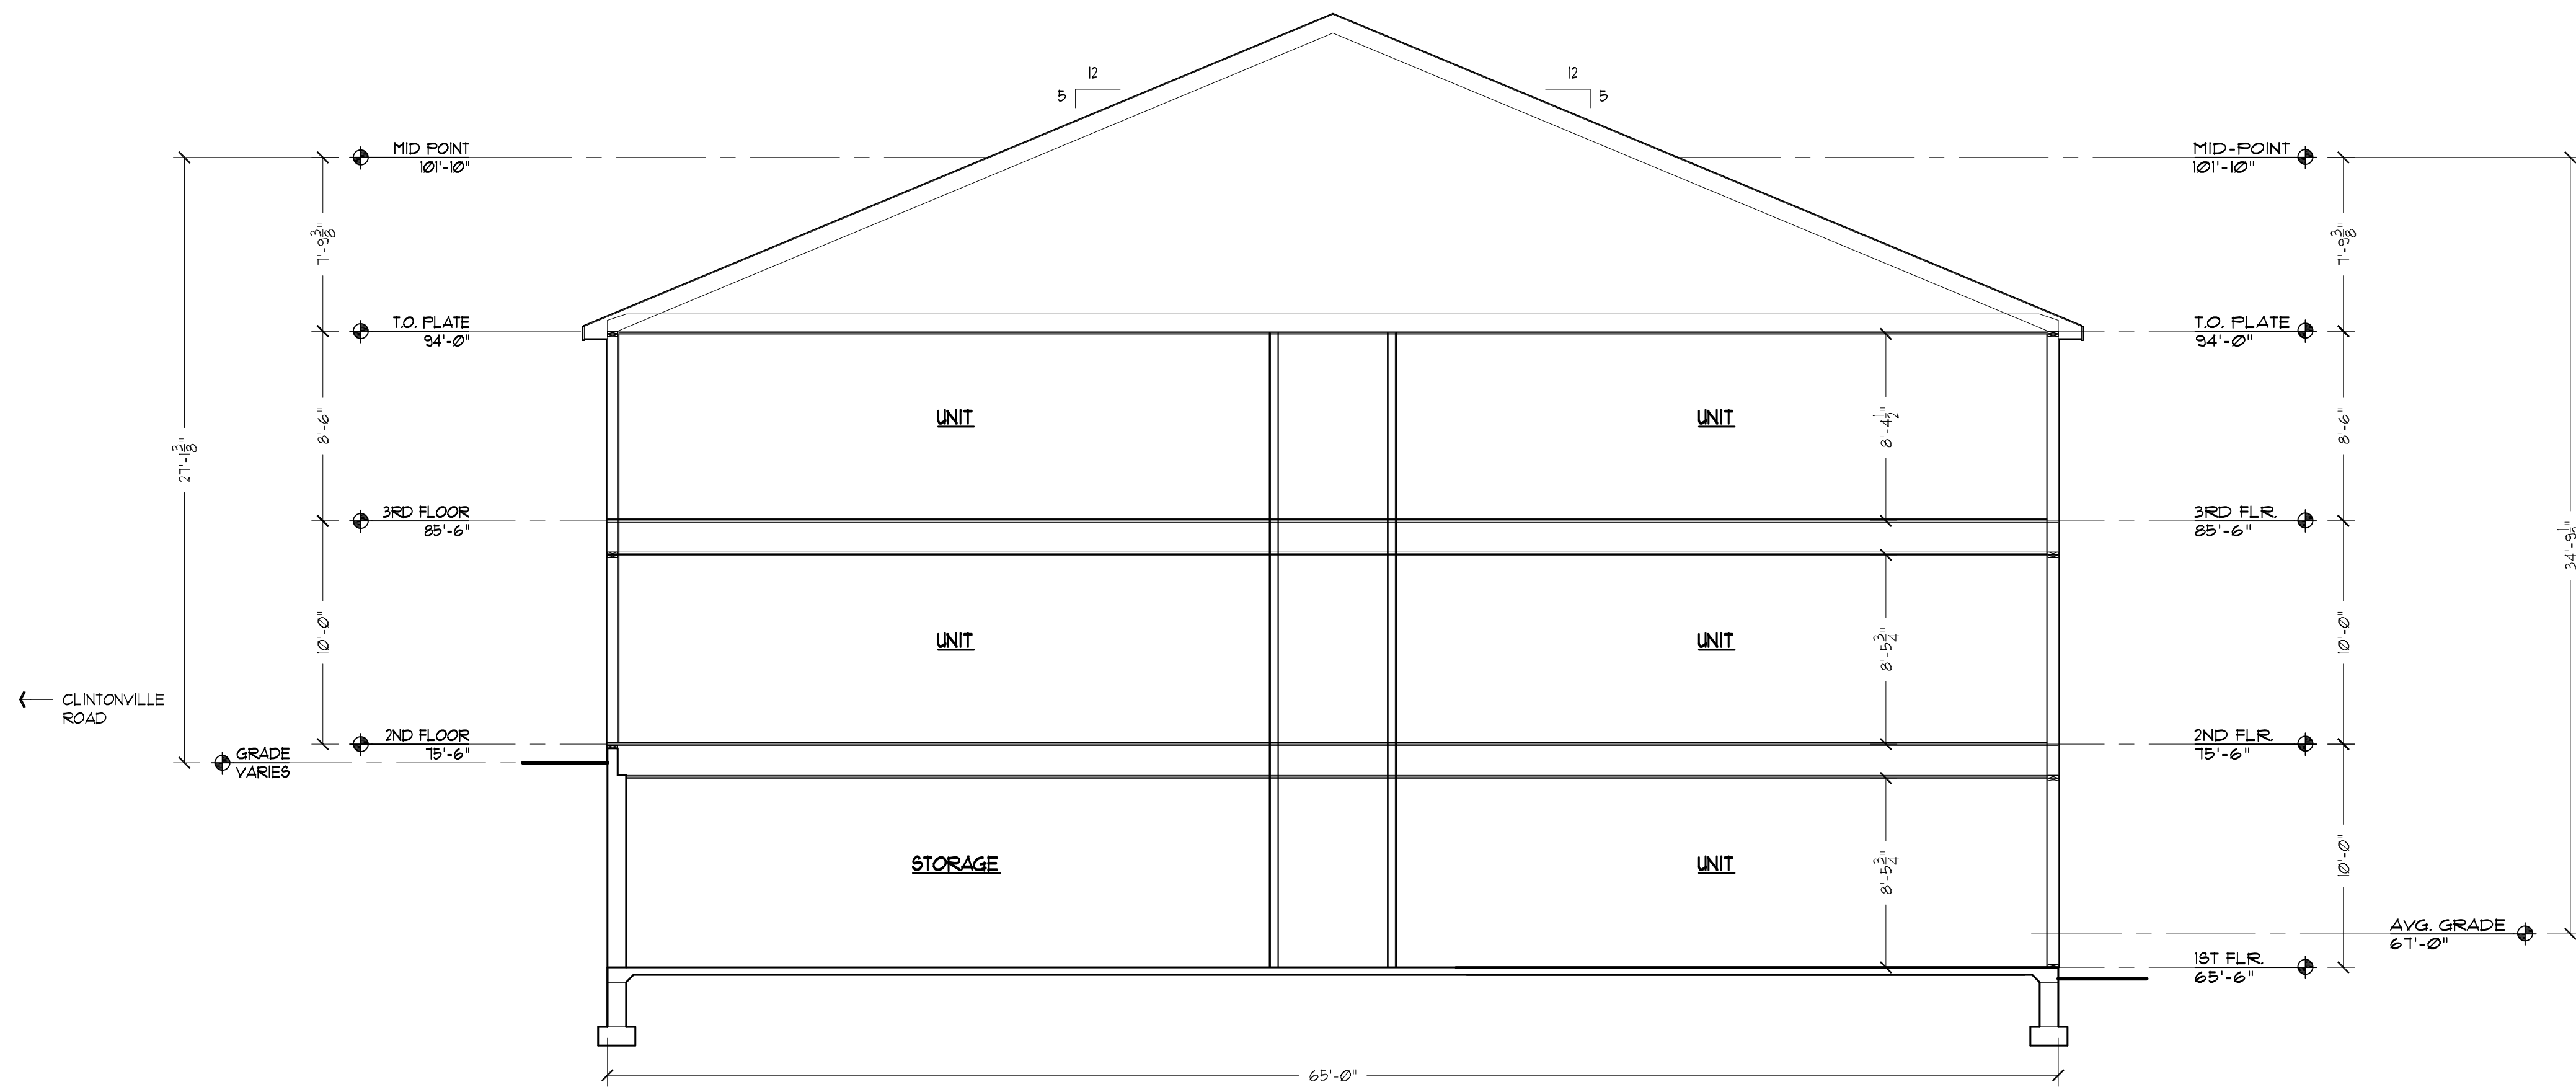 12
5
12
5
MID POINT
101'-10"
MID-POINT
101'-10"
7'-9 3/8"
7'-9 3/8"
T.O. PLATE
94'-0"
T.O. PLATE
94'-0"
UNIT
UNIT
8'-6"
8'-4 1/2"
8'-6"
27'-1 3/8"
3RD FLOOR
85'-6"
3RD FLR.
85'-6"
34'-9 1/2"
UNIT
UNIT
10'-0"
8'-5 3/4"
10'-0"
CLINTONVILLE
ROAD
2ND FLOOR
75'-6"
2ND FLR.
75'-6"
GRADE
VARIES
STORAGE
UNIT
8'-5 3/4"
10'-0"
AVG. GRADE
67'-0"
1ST FLR.
65'-6"
65'-0"